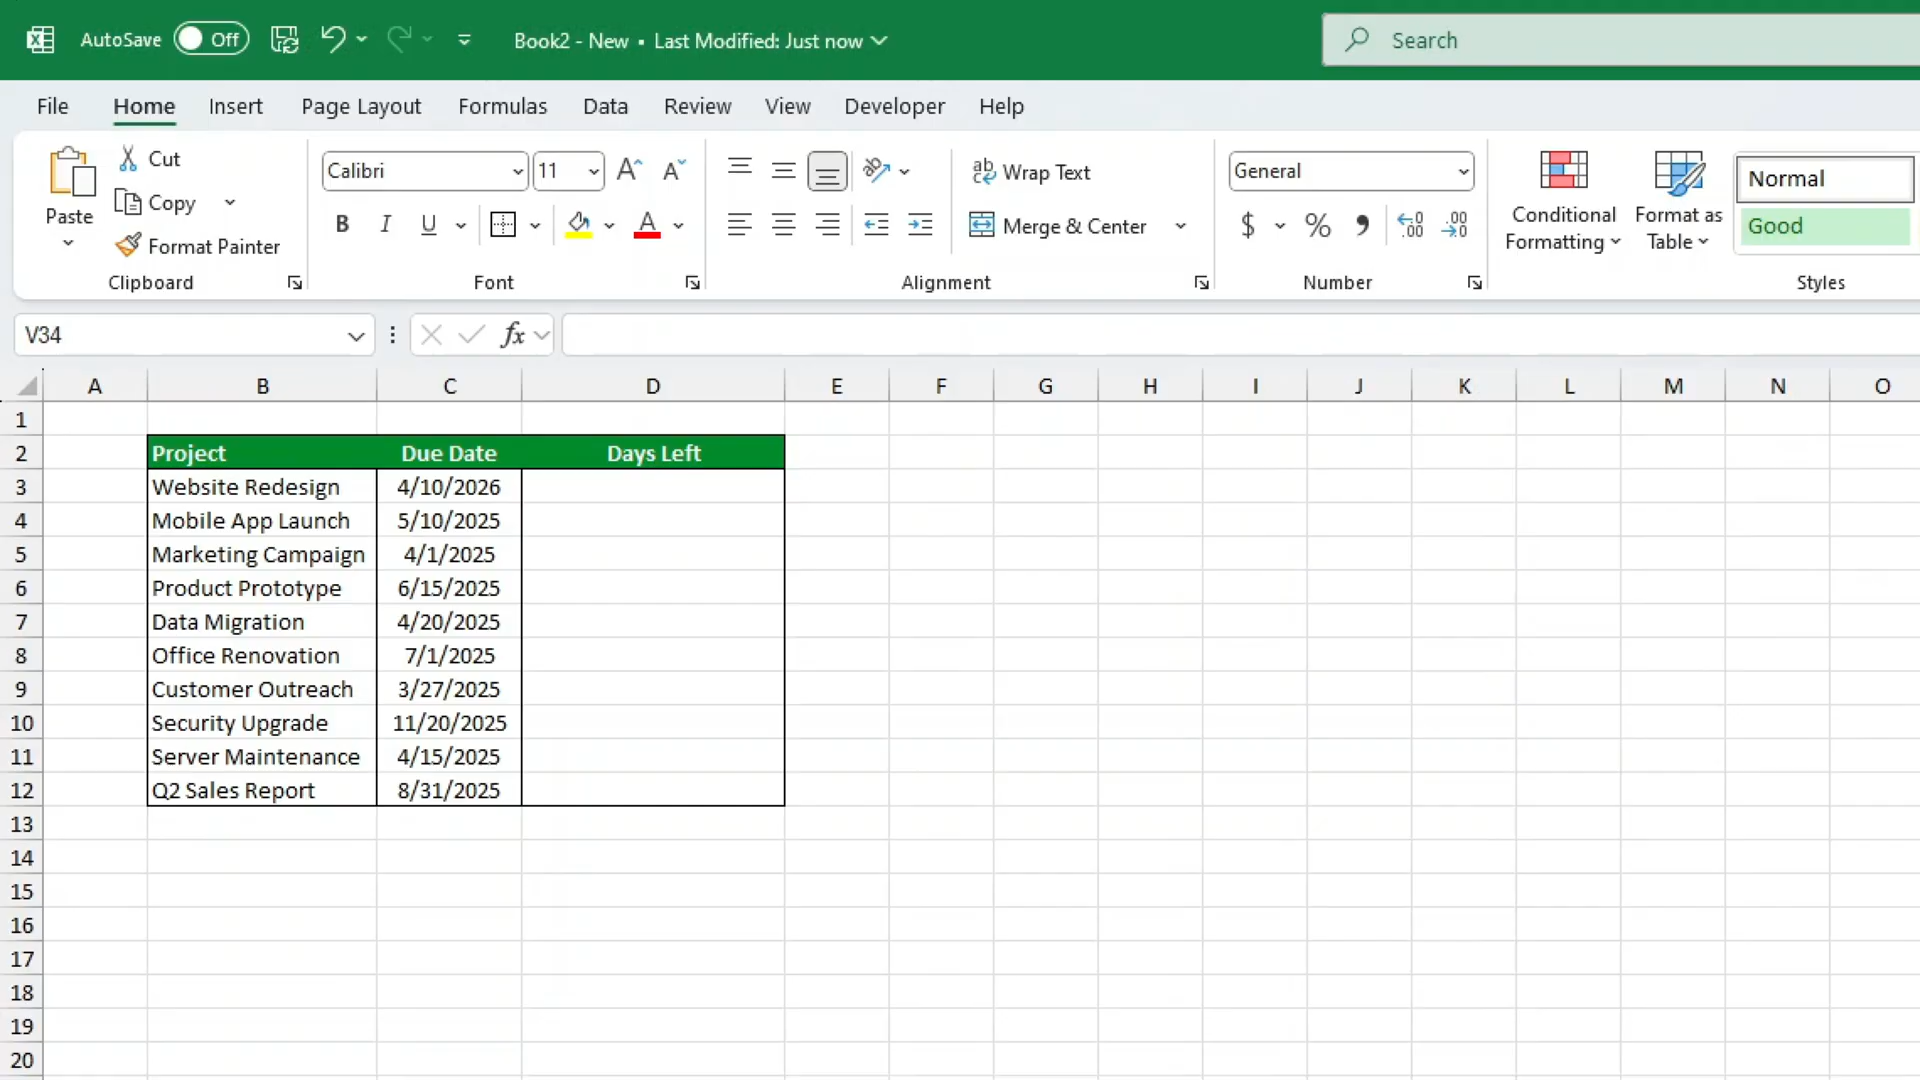 AutoSave Off Book2 - New • Last Modified: Just now Search
File Home Insert Page Layout Formulas Data Review View Developer Help
Paste
Cut
Copy
Format Painter
Clipboard
Calibri 11
B I U A
Font
Wrap Text
Merge & Center
Alignment
General
$ % ,
Number
Conditional
Formatting
Format as
Table
Normal
Good
Styles
V34 fx
A B C D E F G H I J K L M N O
1
2 Project Due Date Days Left
3 Website Redesign 4/10/2026
4 Mobile App Launch 5/10/2025
5 Marketing Campaign 4/1/2025
6 Product Prototype 6/15/2025
7 Data Migration 4/20/2025
8 Office Renovation 7/1/2025
9 Customer Outreach 3/27/2025
10 Security Upgrade 11/20/2025
11 Server Maintenance 4/15/2025
12 Q2 Sales Report 8/31/2025
13
14
15
16
17
18
19
20